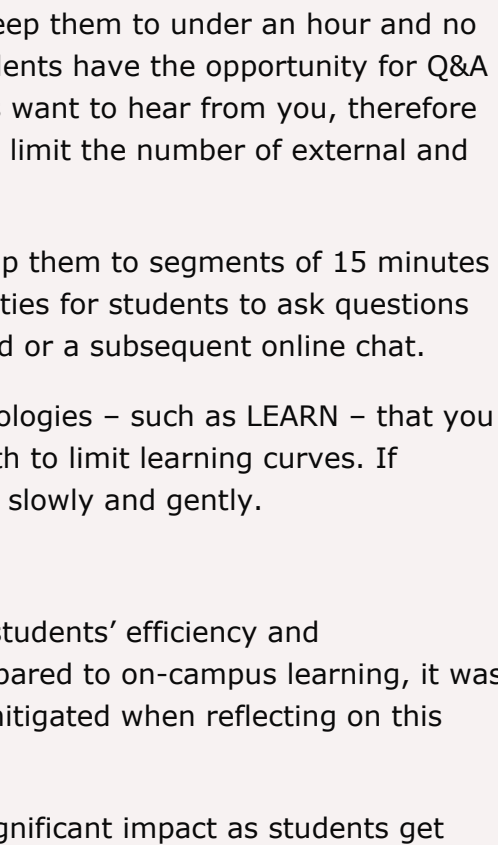 eep them to under an hour and no
lents have the opportunity for Q&A
want to hear from you, therefore
limit the number of external and
p them to segments of 15 minutes
ties for students to ask questions
d or a subsequent online chat.
ologies – such as LEARN – that you
th to limit learning curves. If
slowly and gently.
students’ efficiency and
pared to on-campus learning, it was
nitigated when reflecting on this
gnificant impact as students get